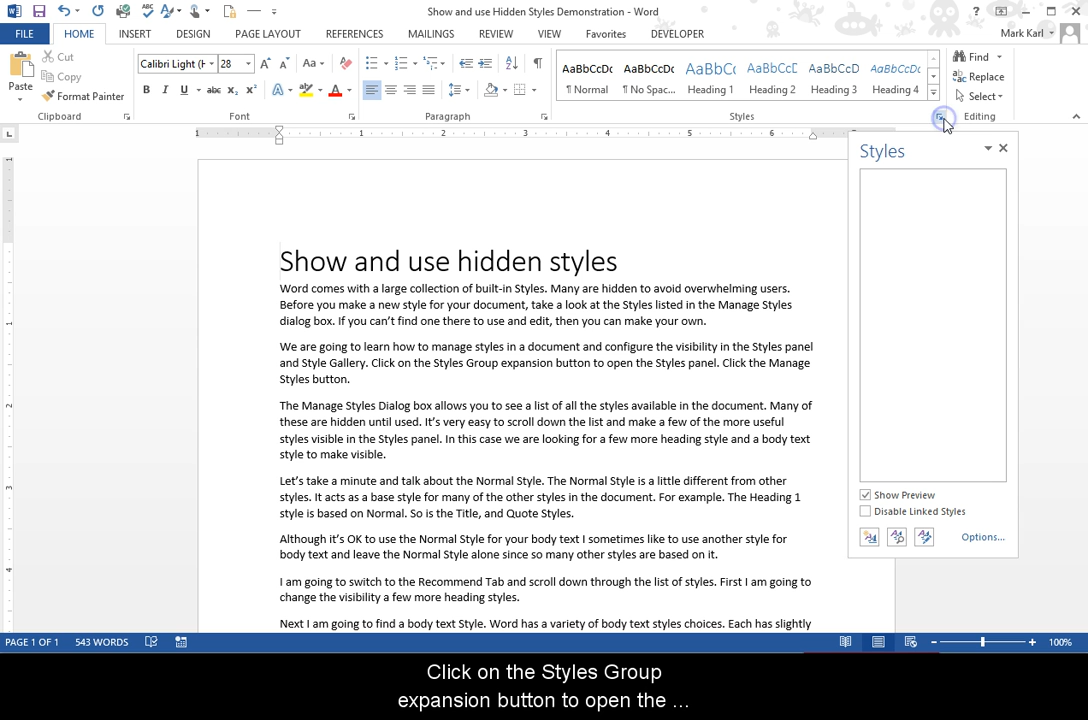 Show and use Hidden Styles Demonstration - Word
FILE HOME INSERT DESIGN PAGE LAYOUT REFERENCES MAILINGS REVIEW VIEW Favorites DEVELOPER Mark Karl
Paste
Cut
Copy
Format Painter
Clipboard
Calibri Light (H 28
Font
Paragraph
AaBbCcDc AaBbCcDc AaBbCc AaBbCcE AaBbCcD AaBbCcDc
¶ Normal ¶ No Spac... Heading 1 Heading 2 Heading 3 Heading 4
Styles
Find
Replace
Select
Editing
Styles
Show Preview
Disable Linked Styles
Options...
Show and use hidden styles
Word comes with a large collection of built-in Styles. Many are hidden to avoid overwhelming users.
Before you make a new style for your document, take a look at the Styles listed in the Manage Styles
dialog box. If you can't find one there to use and edit, then you can make your own.
We are going to learn how to manage styles in a document and configure the visibility in the Styles panel
and Style Gallery. Click on the Styles Group expansion button to open the Styles panel. Click the Manage
Styles button.
The Manage Styles Dialog box allows you to see a list of all the styles available in the document. Many of
these are hidden until used. It's very easy to scroll down the list and make a few of the more useful
styles visible in the Styles panel. In this case we are looking for a few more heading style and a body text
style to make visible.
Let's take a minute and talk about the Normal Style. The Normal Style is a little different from other
styles. It acts as a base style for many of the other styles in the document. For example. The Heading 1
style is based on Normal. So is the Title, and Quote Styles.
Although it's OK to use the Normal Style for your body text I sometimes like to use another style for
body text and leave the Normal Style alone since so many other styles are based on it.
I am going to switch to the Recommend Tab and scroll down through the list of styles. First I am going to
change the visibility a few more heading styles.
Next I am going to find a body text Style. Word has a variety of body text styles choices. Each has slightly
PAGE 1 OF 1 543 WORDS 100%
Click on the Styles Group
expansion button to open the ...